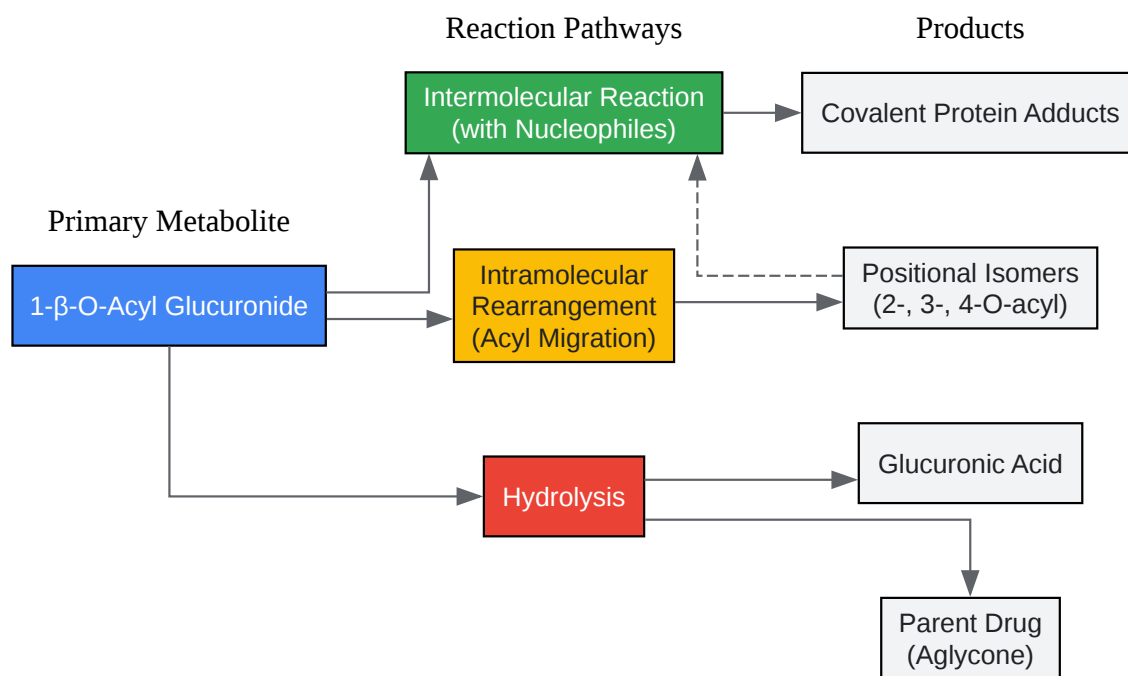 Reaction Pathways
Products
Intermolecular Reaction
(with Nucleophiles)
Covalent Protein Adducts
Primary Metabolite
1-β-O-Acyl Glucuronide
Intramolecular
Rearrangement
(Acyl Migration)
Positional Isomers
(2-, 3-, 4-O-acyl)
Hydrolysis
Glucuronic Acid
Parent Drug
(Aglycone)